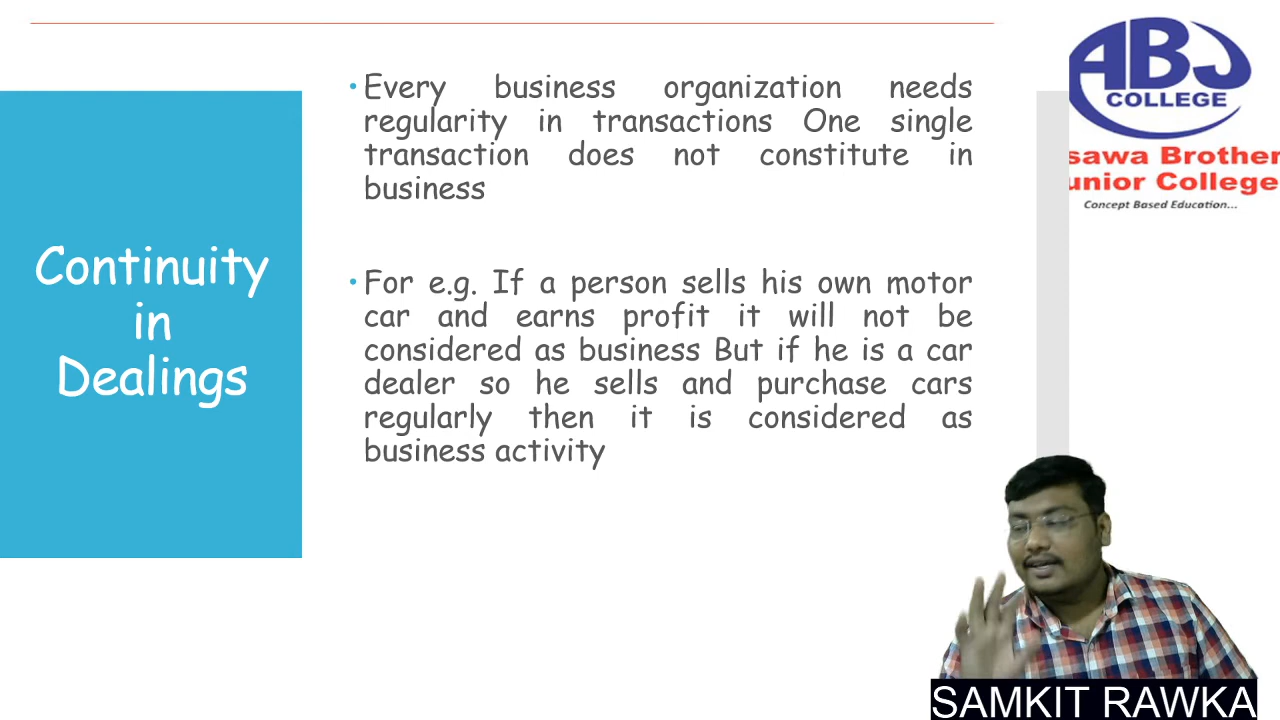 Continuity
in
Dealings
• Every business organization needs
regularity in transactions One single
transaction does not constitute in
business
• For e.g. If a person sells his own motor
car and earns profit it will not be
considered as business But if he is a car
dealer so he sells and purchase cars
regularly then it is considered as
business activity
ABJ
COLLEGE
sawa Brother
unior College
Concept Based Education...
SAMKIT RAWKA